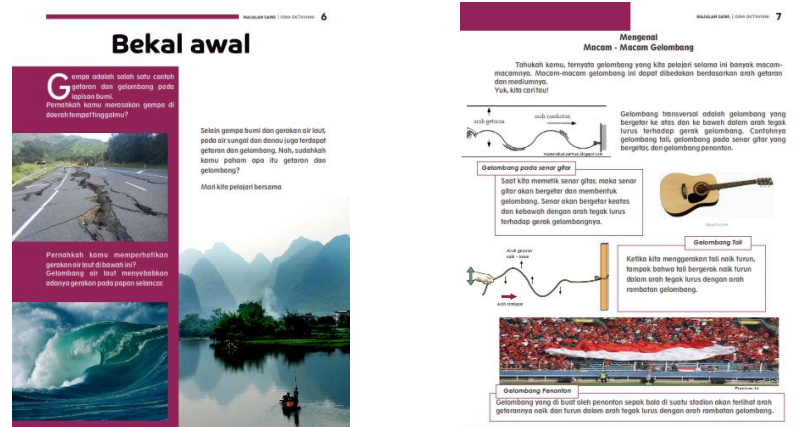 MAJALAH SAINS | ISMA OKTAVIANI 6
Bekal awal
Gempa adalah salah satu contoh
getaran dan gelombang pada
lapisan bumi.
Pernahkah kamu merasakan gempa di
daerah tempattinggalmu?
Pernahkah kamu memperhatikan
gerakan air laut di bawah ini?
Gelombang air laut menyebabkan
adanya gerakan pada papan selancar.
Selain gempa bumi dan gerakan air laut,
pada air sungai dan danau juga terdapat
getaran dan gelombang. Nah, sudahkah
kamu paham apa itu getaran dan
gelombang?
Mari kita pelajari bersama
MAJALAH SAINS | ISMA OKTAVIANI 7
Mengenal
Macam - Macam Gelombang
Tahukah kamu, ternyata gelombang yang kita pelajari selama ini banyak macam-
macamnya. Macam-macam gelombang ini dapat dibedakan berdasarkan arah getaran
dan mediumnya.
Yuk, kita cari tau!
arah getaran
arah rambatan
Gelombang transversal adalah gelombang yang
bergetar ke atas dan ke bawah dalam arah tegak
lurus terhadap gerak gelombang. Contohnya
gelombang tali, gelombang pada senar gitar yang
bergetar, dan gelombang penonton.
Gelombang pada senar gitar
Saat kita memetik senar gitar, maka senar
gitar akan bergetar dan membentuk
gelombang. Senar akan bergetar keatas
dan kebawah dengan arah tegak lurus
terhadap gerak gelombangnya.
Gelombang Tali
Arah getaran
naik - turun
Arah rambatan
Ketika kita menggerakan tali naik turun,
tampak bahwa tali bergerak naik turun
dalam arah tegak lurus dengan arah
rambatan gelombang.
Gelombang Penonton
Gelombang yang di buat oleh penonton sepak bola di suatu stadion akan terlihat arah
getarannya naik dan turun dalam arah tegak lurus dengan arah rambatan gelombang.